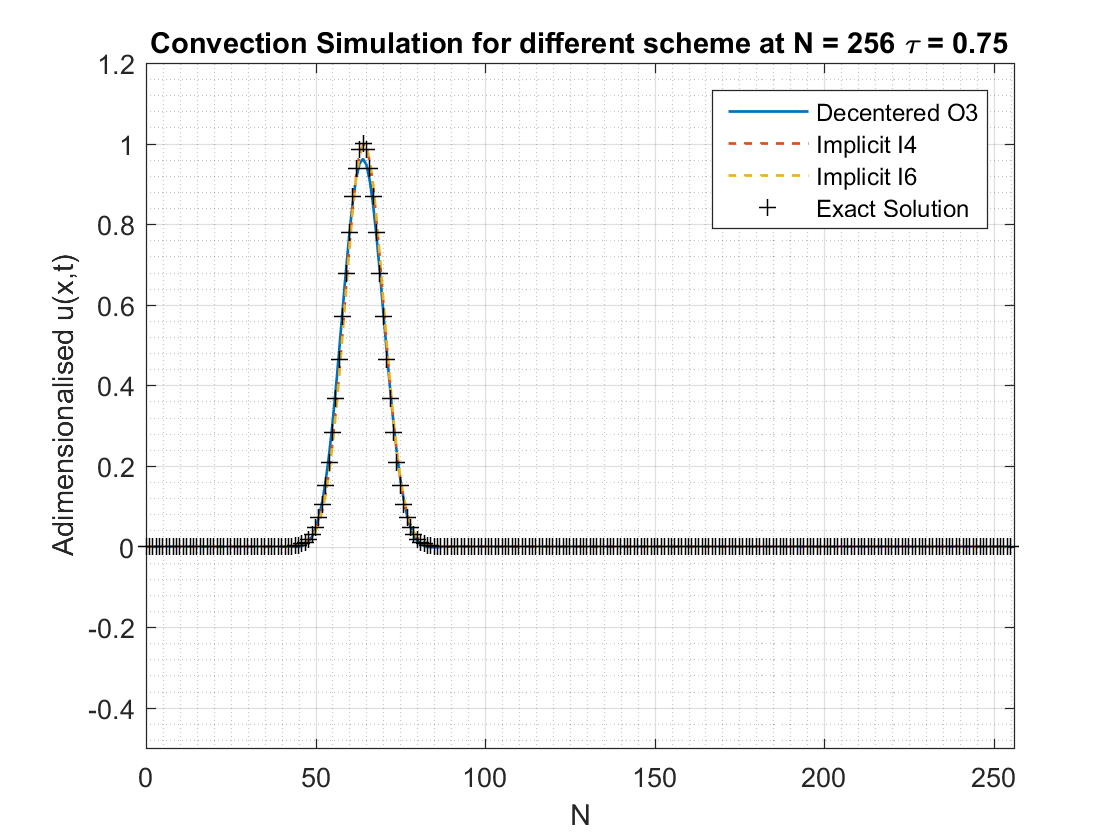 Convection Simulation for different scheme at N = 256 τ = 0.75
1.2
1
0.8
0.6
0.4
0.2
0
-0.2
-0.4
Adimensionalised u(x,t)
Decentered O3
Implicit I4
Implicit I6
Exact Solution
0 50 100 150 200 250
N